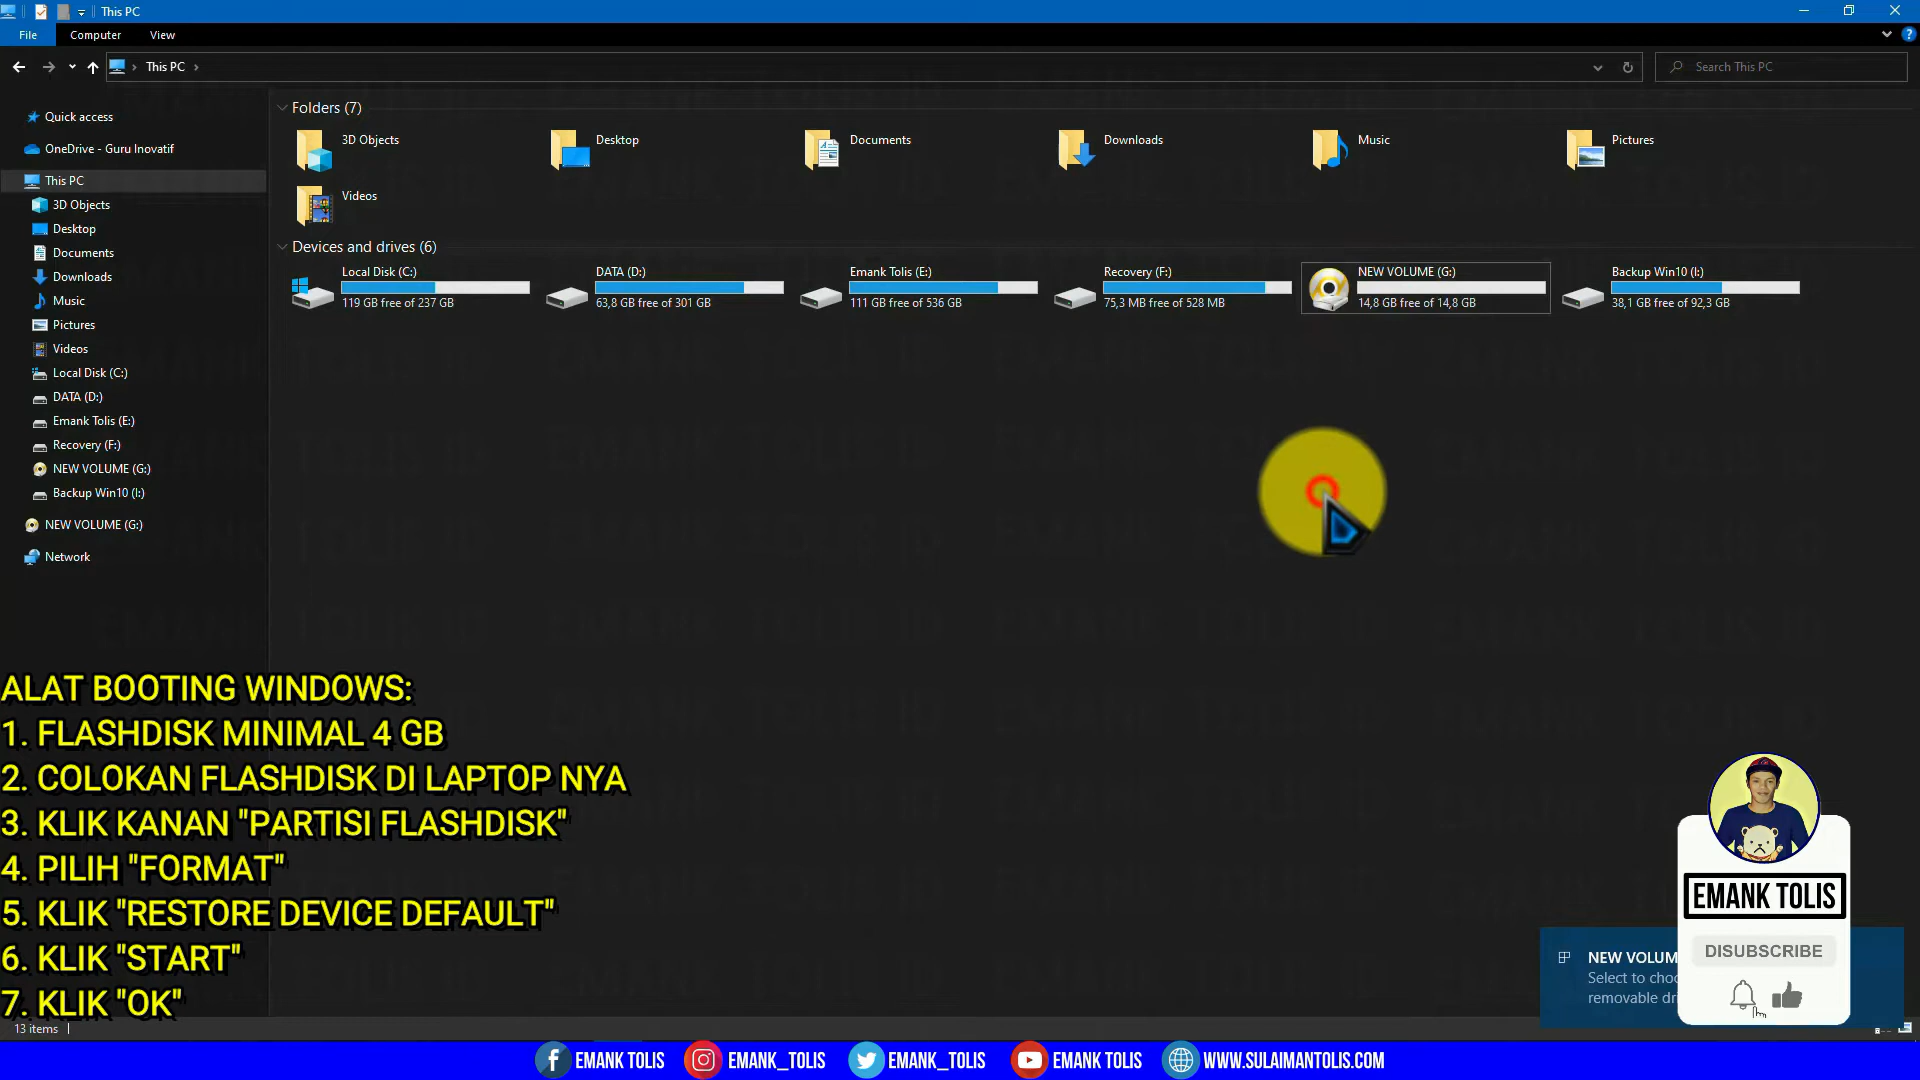 This PC
File
Computer
View
This PC
Search This PC
Quick access
OneDrive - Guru Inovatif
This PC
3D Objects
Desktop
Documents
Downloads
Music
Pictures
Videos
Local Disk (C:)
DATA (D:)
Emank Tolis (E:)
Recovery (F:)
NEW VOLUME (G:)
Backup Win10 (I:)
NEW VOLUME (G:)
Network
Folders (7)
3D Objects
Desktop
Documents
Downloads
Music
Pictures
Videos
Devices and drives (6)
Local Disk (C:)
119 GB free of 237 GB
DATA (D:)
63,8 GB free of 301 GB
Emank Tolis (E:)
111 GB free of 536 GB
Recovery (F:)
75,3 MB free of 528 MB
NEW VOLUME (G:)
14,8 GB free of 14,8 GB
Backup Win10 (I:)
38,1 GB free of 92,3 GB
ALAT BOOTING WINDOWS:
1. FLASHDISK MINIMAL 4 GB
2. COLOKAN FLASHDISK DI LAPTOP NYA
3. KLIK KANAN "PARTISI FLASHDISK"
4. PILIH "FORMAT"
5. KLIK "RESTORE DEVICE DEFAULT"
6. KLIK "START"
7. KLIK "OK"
13 items
EMANK TOLIS
DISUBSCRIBE
NEW VOLUM
Select to choo
removable dri
EMANK TOLIS
EMANK_TOLIS
EMANK_TOLIS
EMANK TOLIS
WWW.SULAIMANTOLIS.COM